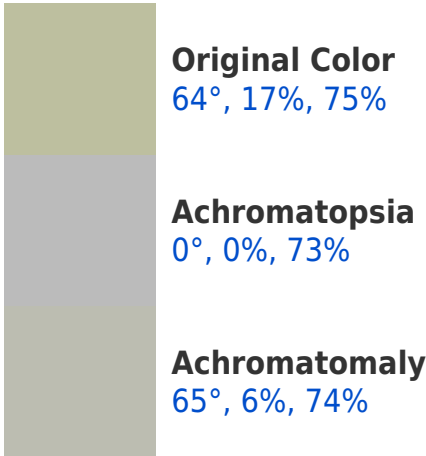 Original Color
64°, 17%, 75%
Achromatopsia
0°, 0%, 73%
Achromatomaly
65°, 6%, 74%